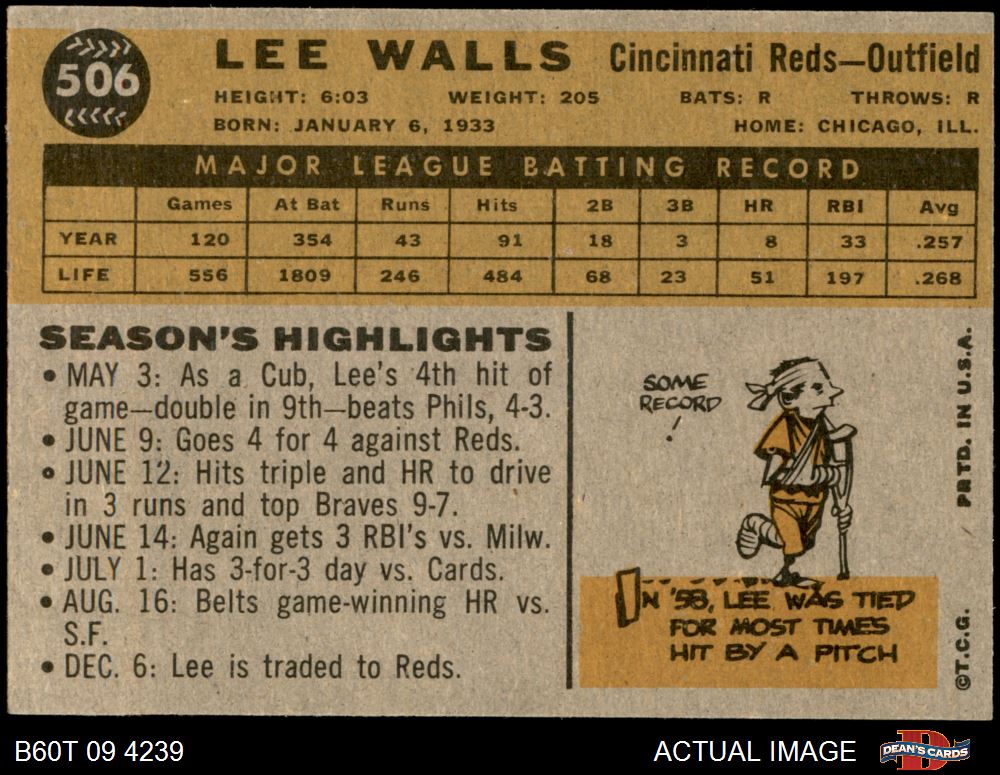 506
LEE WALLS Cincinnati Reds—Outfield
HEIGHT: 6:03 WEIGHT: 205 BATS: R THROWS: R
BORN: JANUARY 6, 1933 HOME: CHICAGO, ILL.
MAJOR LEAGUE BATTING RECORD
Games At Bat Runs Hits 2B 3B HR RBI Avg
YEAR 120 354 43 91 18 3 8 33 .257
LIFE 556 1809 246 484 68 23 51 197 .268
SEASON'S HIGHLIGHTS
• MAY 3: As a Cub, Lee's 4th hit of
game—double in 9th—beats Phils, 4-3.
• JUNE 9: Goes 4 for 4 against Reds.
• JUNE 12: Hits triple and HR to drive
in 3 runs and top Braves 9-7.
• JUNE 14: Again gets 3 RBI's vs. Milw.
• JULY 1: Has 3-for-3 day vs. Cards.
• AUG. 16: Belts game-winning HR vs.
S.F.
• DEC. 6: Lee is traded to Reds.
SOME
RECORD
!
IN '58, LEE WAS TIED
FOR MOST TIMES
HIT BY A PITCH
©T.C.G. PRTD. IN U.S.A.
B60T 09 4239 ACTUAL IMAGE DEAN'S CARDS